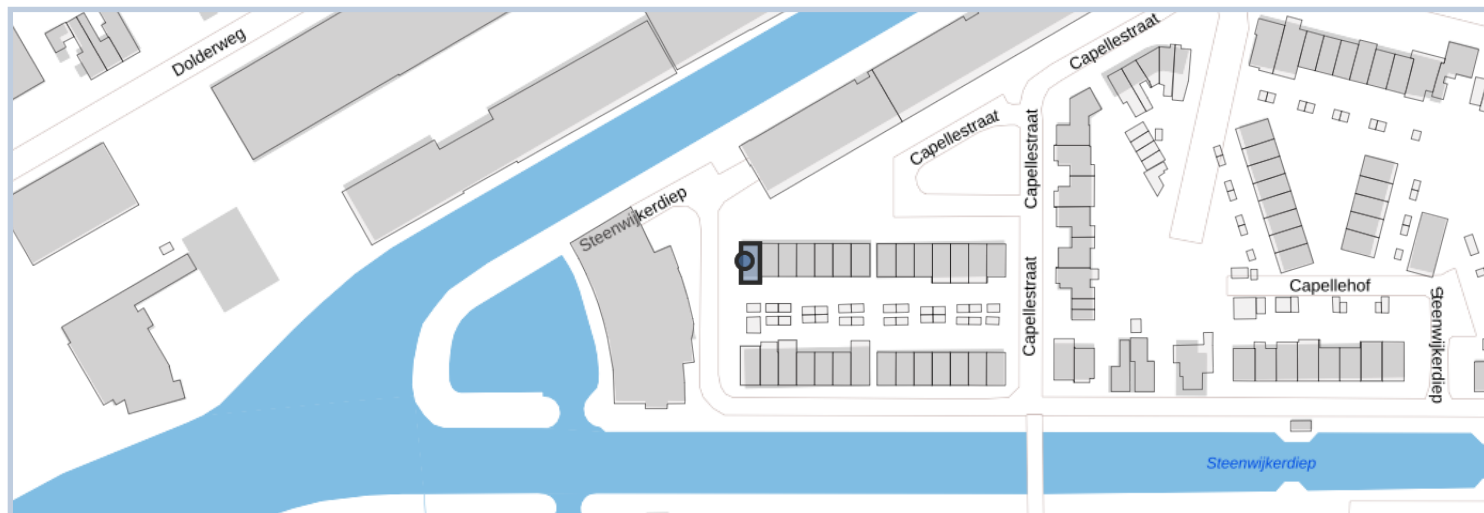 Dolderweg
Capellestraat
Capellestraat
Capellestraat
Steenwijkerdiep
Capellestraat
Capellehof
Steenwijkerdiep
Steenwijkerdiep